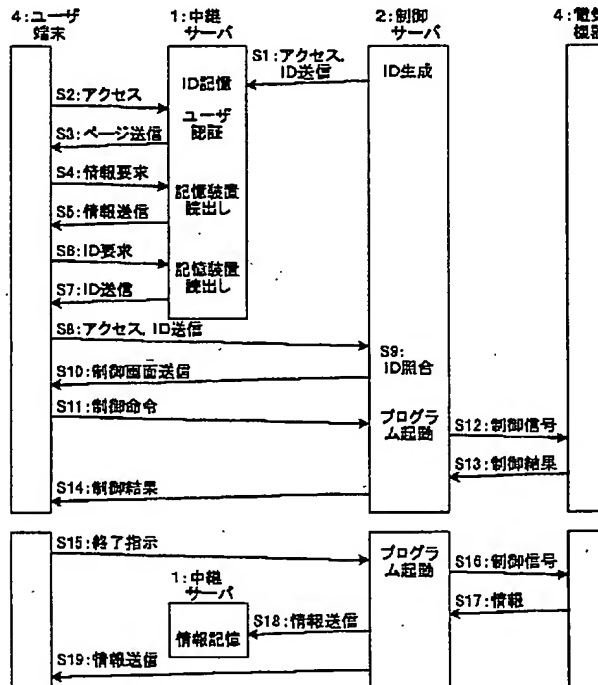 4:ユーザ
端末
1:中継
サーバ
2:制御
サーバ
4:電気
機器
S1:アクセス,
ID送信
ID記憶
ID生成
S2:アクセス
ユーザ
認証
S3:ページ送信
S4:情報要求
記憶装置
読出し
S5:情報送信
S6:ID要求
記憶装置
読出し
S7:ID送信
S8:アクセス, ID送信
S9:
ID照合
S10:制御画面送信
S11:制御命令
プログラ
ム起動
S12:制御信号
S13:制御結果
S14:制御結果
S15:終了指示
プログラ
ム起動
S16:制御信号
1:中継
サーバ
S17:情報
S18:情報送信
情報記憶
S19:情報送信